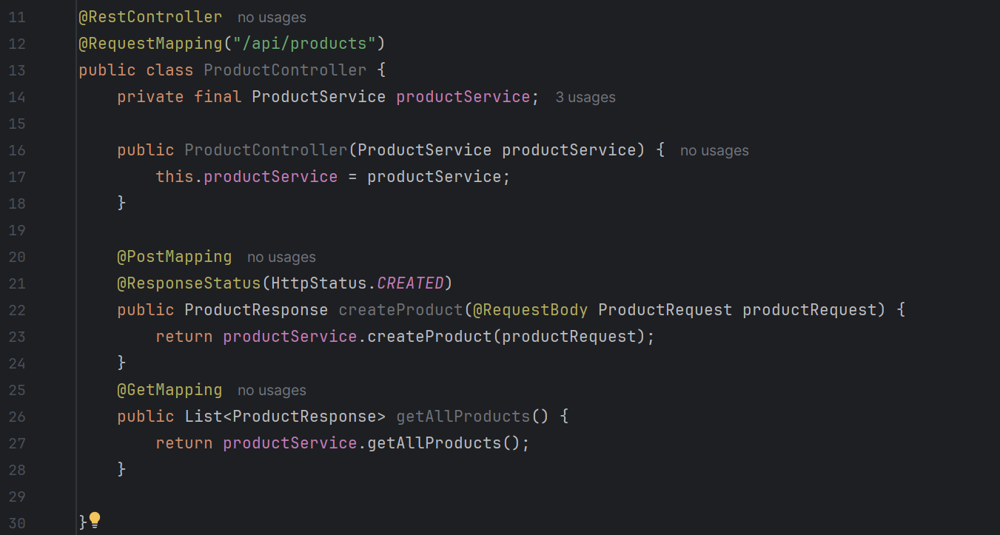 11 @RestController no usages
12 @RequestMapping("/api/products")
13 public class ProductController {
14     private final ProductService productService; 3 usages
15
16     public ProductController(ProductService productService) { no usages
17         this.productService = productService;
18     }
19
20     @PostMapping no usages
21     @ResponseStatus(HttpStatus.CREATED)
22     public ProductResponse createProduct(@RequestBody ProductRequest productRequest) {
23         return productService.createProduct(productRequest);
24     }
25     @GetMapping no usages
26     public List<ProductResponse> getAllProducts() {
27         return productService.getAllProducts();
28     }
29
30 }